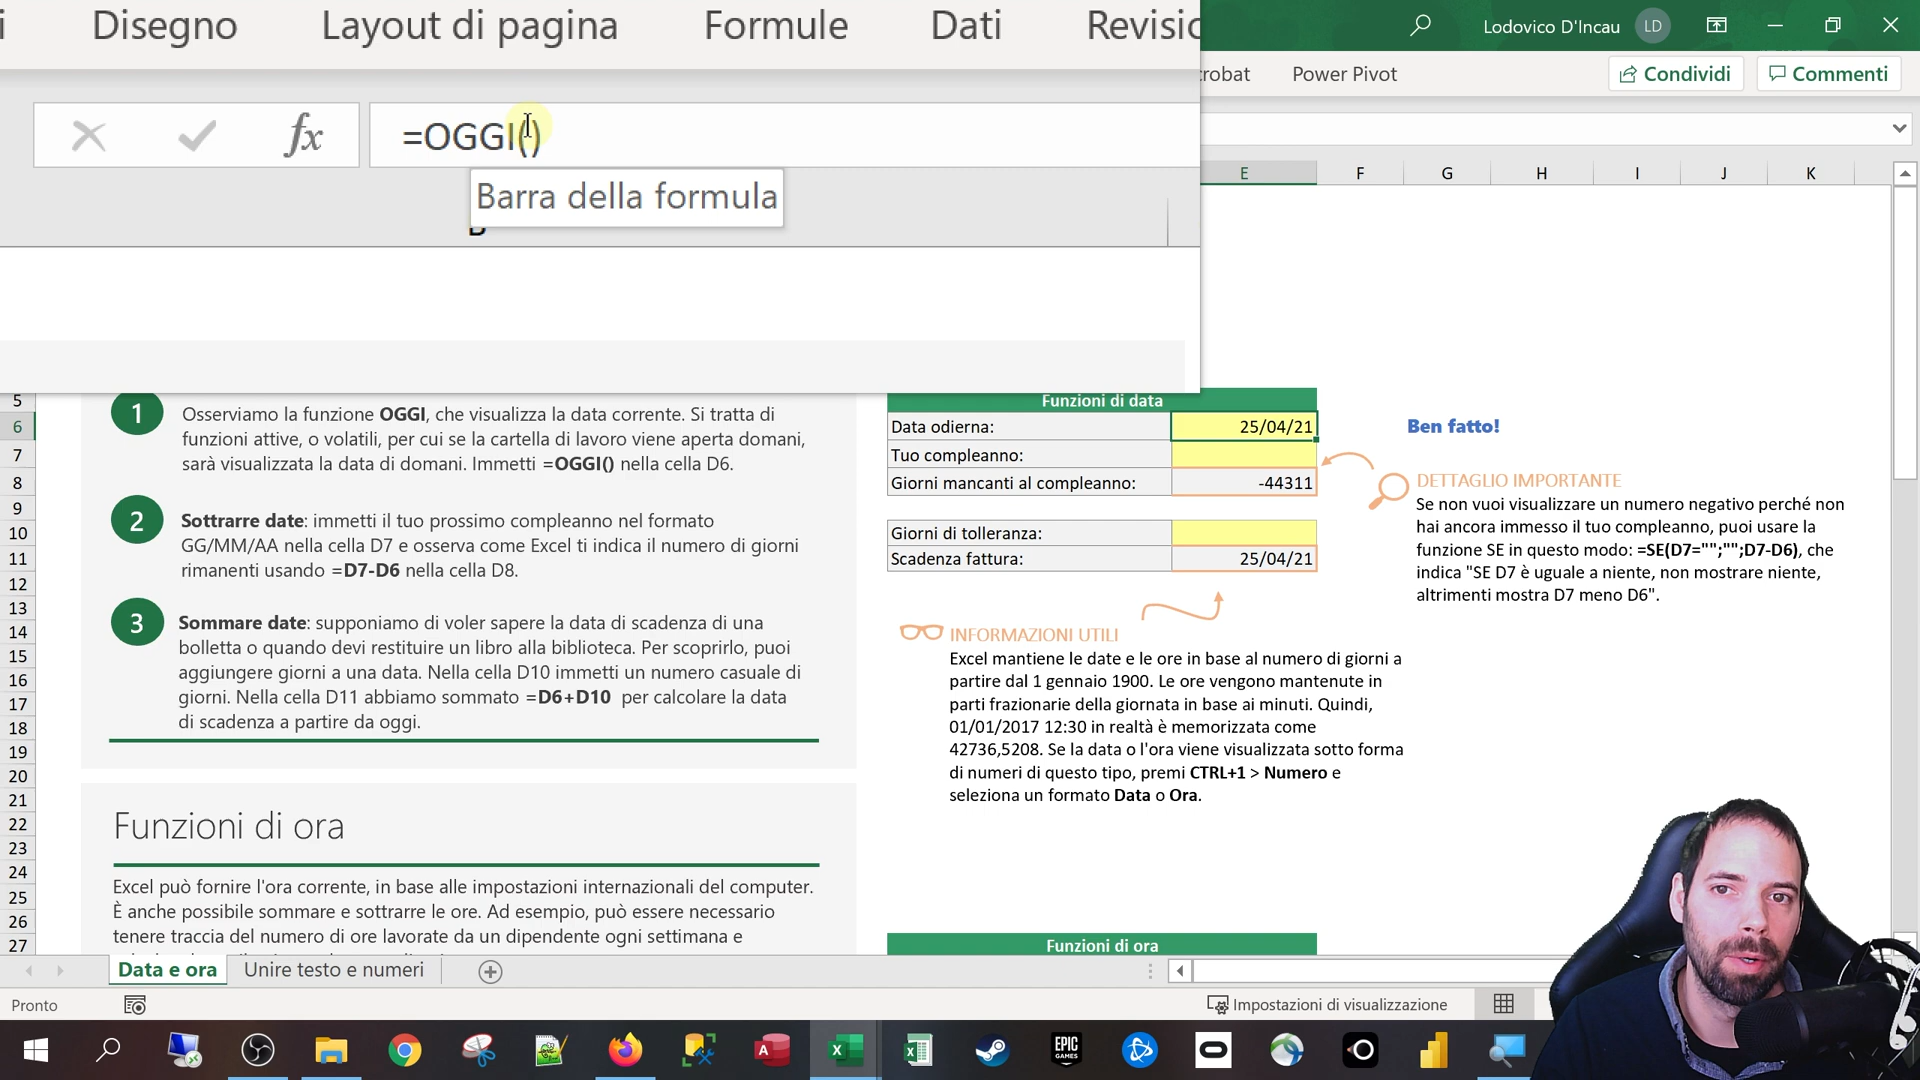 i Disegno Layout di pagina Formule Dati Revisic
Lodovico D'Incau LD
robat Power Pivot Condividi Commenti
fx =OGGI()
Barra della formula
E F G H I J K
5
6
7
8
9
10
11
12
13
14
15
16
17
18
19
20
21
22
23
24
25
26
27
1
Osserviamo la funzione OGGI, che visualizza la data corrente. Si tratta di
funzioni attive, o volatili, per cui se la cartella di lavoro viene aperta domani,
sarà visualizzata la data di domani. Immetti =OGGI() nella cella D6.
2
Sottrarre date: immetti il tuo prossimo compleanno nel formato
GG/MM/AA nella cella D7 e osserva come Excel ti indica il numero di giorni
rimanenti usando =D7-D6 nella cella D8.
3
Sommare date: supponiamo di voler sapere la data di scadenza di una
bolletta o quando devi restituire un libro alla biblioteca. Per scoprirlo, puoi
aggiungere giorni a una data. Nella cella D10 immetti un numero casuale di
giorni. Nella cella D11 abbiamo sommato =D6+D10 per calcolare la data
di scadenza a partire da oggi.
Funzioni di ora
Excel può fornire l'ora corrente, in base alle impostazioni internazionali del computer.
È anche possibile sommare e sottrarre le ore. Ad esempio, può essere necessario
tenere traccia del numero di ore lavorate da un dipendente ogni settimana e
Funzioni di data
Data odierna: 25/04/21
Tuo compleanno:
Giorni mancanti al compleanno: -44311
Giorni di tolleranza:
Scadenza fattura: 25/04/21
Ben fatto!
DETTAGLIO IMPORTANTE
Se non vuoi visualizzare un numero negativo perché non
hai ancora immesso il tuo compleanno, puoi usare la
funzione SE in questo modo: =SE(D7="";"";D7-D6), che
indica "SE D7 è uguale a niente, non mostrare niente,
altrimenti mostra D7 meno D6".
INFORMAZIONI UTILI
Excel mantiene le date e le ore in base al numero di giorni a
partire dal 1 gennaio 1900. Le ore vengono mantenute in
parti frazionarie della giornata in base ai minuti. Quindi,
01/01/2017 12:30 in realtà è memorizzata come
42736,5208. Se la data o l'ora viene visualizzata sotto forma
di numeri di questo tipo, premi CTRL+1 > Numero e
seleziona un formato Data o Ora.
Funzioni di ora
Data e ora Unire testo e numeri
Pronto Impostazioni di visualizzazione
EPIC
GAMES